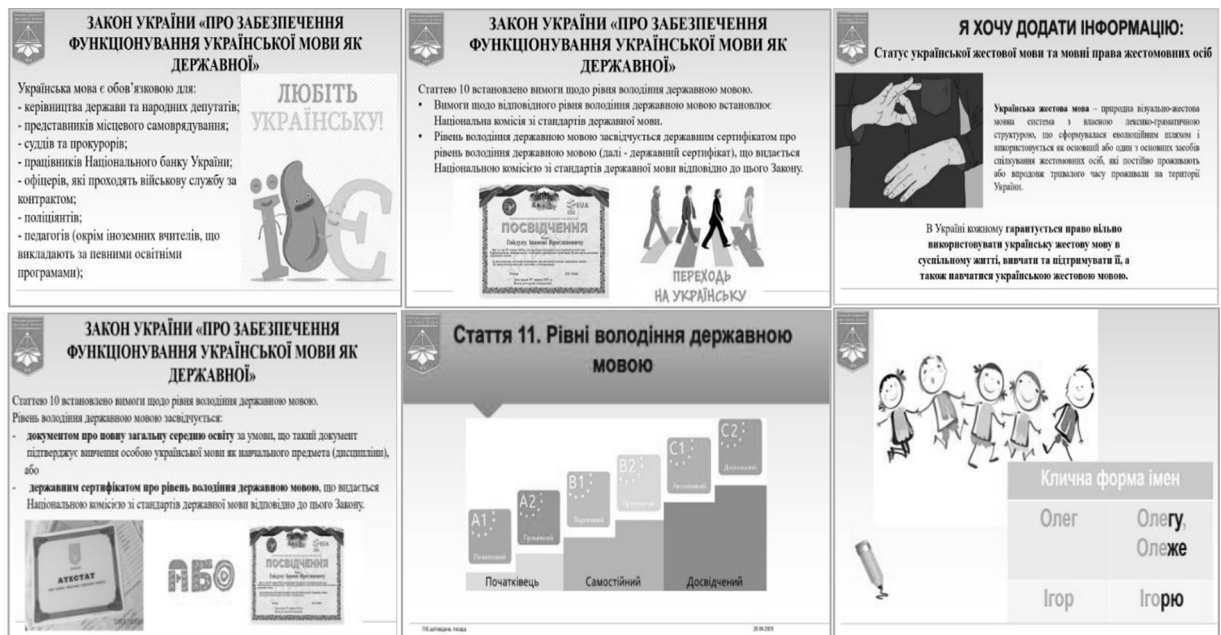 ЗАКОН УКРАЇНИ «ПРО ЗАБЕЗПЕЧЕННЯ
ФУНКЦІОНУВАННЯ УКРАЇНСЬКОЇ МОВИ ЯК
ДЕРЖАВНОЇ»
Українська мова є обов’язковою для:
- керівництва держави та народних депутатів;
- представників місцевого самоврядування;
- суддів та прокурорів;
- працівників Національного банку України;
- офіцерів, які проходять військову службу за
контрактом;
- поліціянтів;
- педагогів (окрім іноземних вчителів, що
викладають за певними освітніми
програмами);
ЛЮБІТЬ
УКРАЇНСЬКУ!
ЗАКОН УКРАЇНИ «ПРО ЗАБЕЗПЕЧЕННЯ
ФУНКЦІОНУВАННЯ УКРАЇНСЬКОЇ МОВИ ЯК
ДЕРЖАВНОЇ»
Статтею 10 встановлено вимоги щодо рівня володіння державною мовою.
• Вимоги щодо відповідного рівня володіння державною мовою встановлює
Національна комісія зі стандартів державної мови.
• Рівень володіння державною мовою засвідчується державним сертифікатом про
рівень володіння державною мовою (далі - державний сертифікат), що видається
Національною комісією зі стандартів державної мови відповідно до цього Закону.
ПОСВІДЧЕННЯ
ПЕРЕХОДЬ
НА УКРАЇНСЬКУ
Я ХОЧУ ДОДАТИ ІНФОРМАЦІЮ:
Статус української жестової мови та мовні права жестомовних осіб
Українська жестова мова – природна візуально-жестова
мовна система з власною лексико-граматичною
структурою, що сформувалася еволюційним шляхом і
використовується як основний або один з основних засобів
спілкування жестомовних осіб, які постійно проживають
або впродовж тривалого часу проживали на території
України.
В Україні кожному гарантується право вільно
використовувати українську жестову мову в
суспільному житті, вивчати та підтримувати її, а
також навчатися українською жестовою мовою.
ЗАКОН УКРАЇНИ «ПРО ЗАБЕЗПЕЧЕННЯ
ФУНКЦІОНУВАННЯ УКРАЇНСЬКОЇ МОВИ ЯК
ДЕРЖАВНОЇ»
Статтею 10 встановлено вимоги щодо рівня володіння державною мовою.
Рівень володіння державною мовою засвідчується:
- документом про повну загальну середню освіту за умови, що такий документ
підтверджує вивчення особою української мови як навчального предмета (дисципліни),
або
- державним сертифікатом про рівень володіння державною мовою, що видається
Національною комісією зі стандартів державної мови відповідно до цього Закону.
АТЕСТАТ
АБО
ПОСВІДЧЕННЯ
Стаття 11. Рівні володіння державною
мовою
A1
A2
B1
B2
C1
C2
Початківець
Самостійний
Досвідчений
Клична форма імен
Олег
Олегу,
Олеже
Ігор
Ігорю